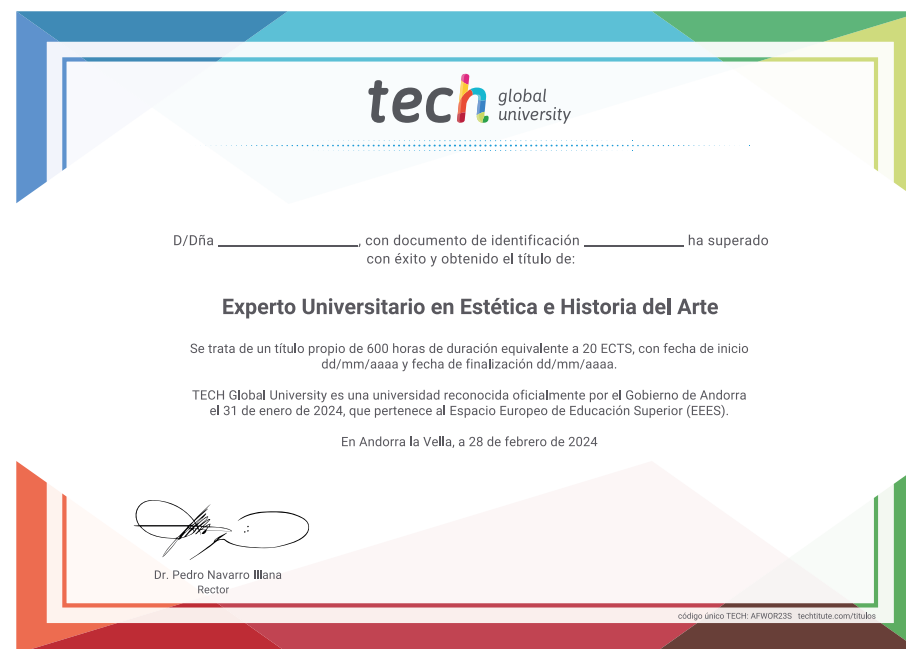 tech global university
D/Dña ____________________, con documento de identificación ______________ ha superado
con éxito y obtenido el título de:
Experto Universitario en Estética e Historia del Arte
Se trata de un título propio de 600 horas de duración equivalente a 20 ECTS, con fecha de inicio
dd/mm/aaaa y fecha de finalización dd/mm/aaaa.
TECH Global University es una universidad reconocida oficialmente por el Gobierno de Andorra
el 31 de enero de 2024, que pertenece al Espacio Europeo de Educación Superior (EEES).
En Andorra la Vella, a 28 de febrero de 2024
Dr. Pedro Navarro Illana
Rector
código único TECH: AFWOR23S techtitute.com/titulos